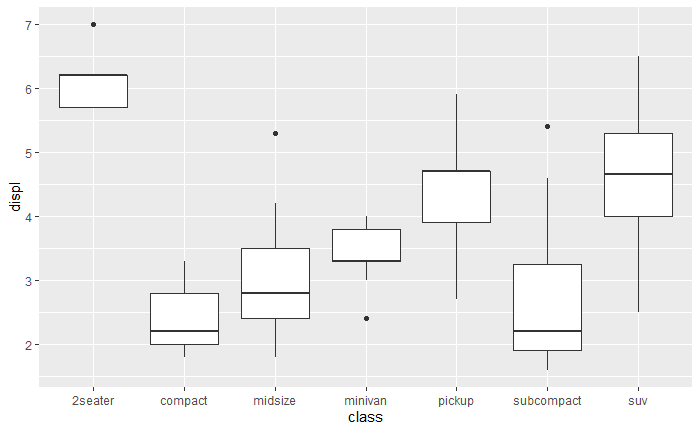 7
6
5
4
3
2
displ
2seater compact midsize minivan pickup subcompact suv
class